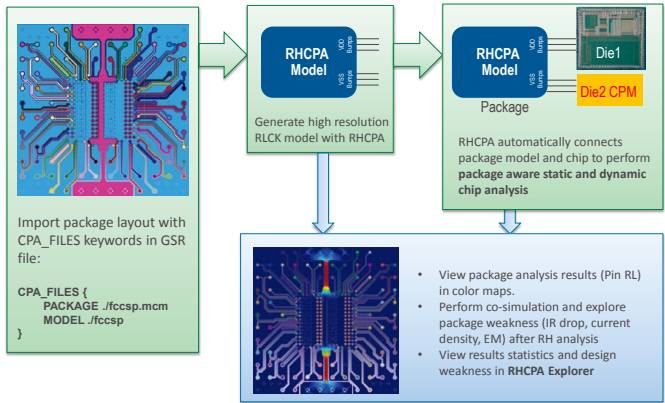 Import package layout with
CPA_FILES keywords in GSR
file:
CPA_FILES {
PACKAGE ./fccsp.mcm
MODEL ./fccsp
}
RHCPA
Model
VDD
Bumps
VSS
Bumps
Generate high resolution
RLCK model with RHCPA
RHCPA
Model
VDD
Bumps
VSS
Bumps
Package
Die1
Die2 CPM
RHCPA automatically connects
package model and chip to perform
package aware static and dynamic
chip analysis
• View package analysis results (Pin RL)
in color maps.
• Perform co-simulation and explore
package weakness (IR drop, current
density, EM) after RH analysis
• View results statistics and design
weakness in RHCPA Explorer